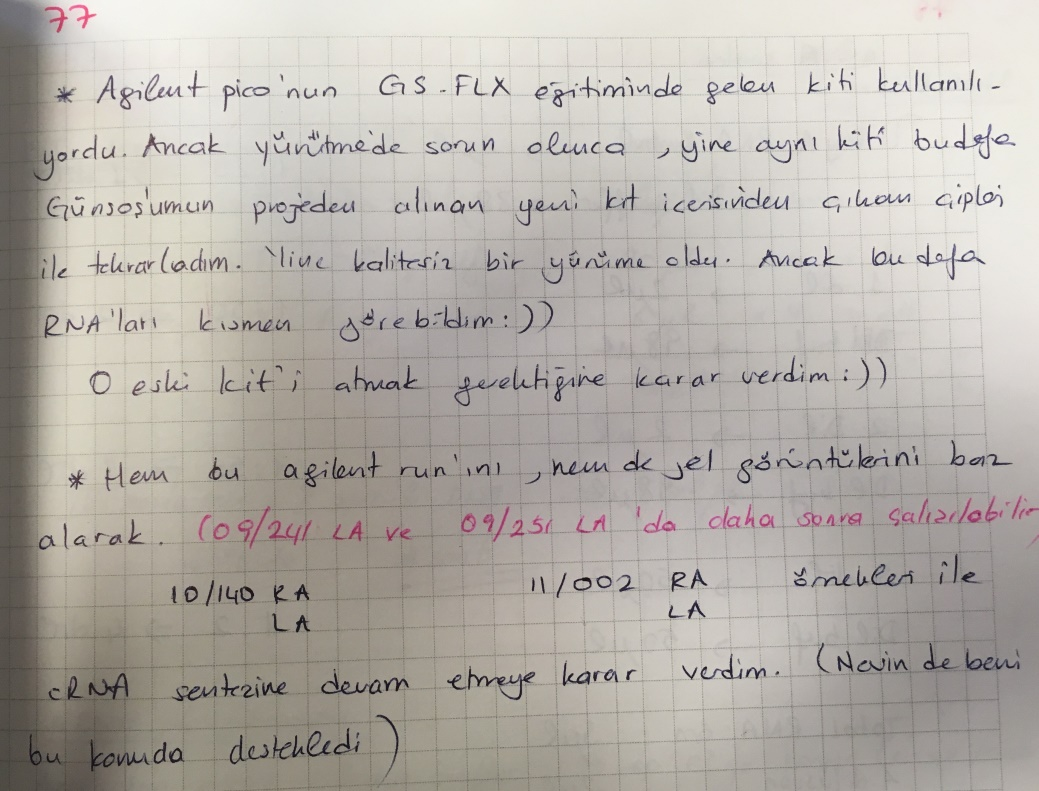 77
* Agilent pico'nun GS-FLX eğitiminde gelen kiti kullanılı-
yordu. Ancak yürütme'de sorun olunca, yine aynı kiti bu defa
projeden alınan yeni kit içerisinden çıkan çipler
ile tekrarladım. Yine kalitesiz bir yürüme oldu. Ancak bu defa
RNA'ları kısmen görebildim:))
O eski kit'i atmak gerektiğine karar verdim:))
* Hem bu agilent run'ını, hem de jel görüntülerini baz
alarak. (09/241 LA ve 09/251 LA 'da daha sonra çalışılabilir
10/140 RA 11/002 RA örnekleri ile
LA LA
cRNA sentezine devam etmeye karar verdim. (Nevin de beni
bu konuda destekledi)